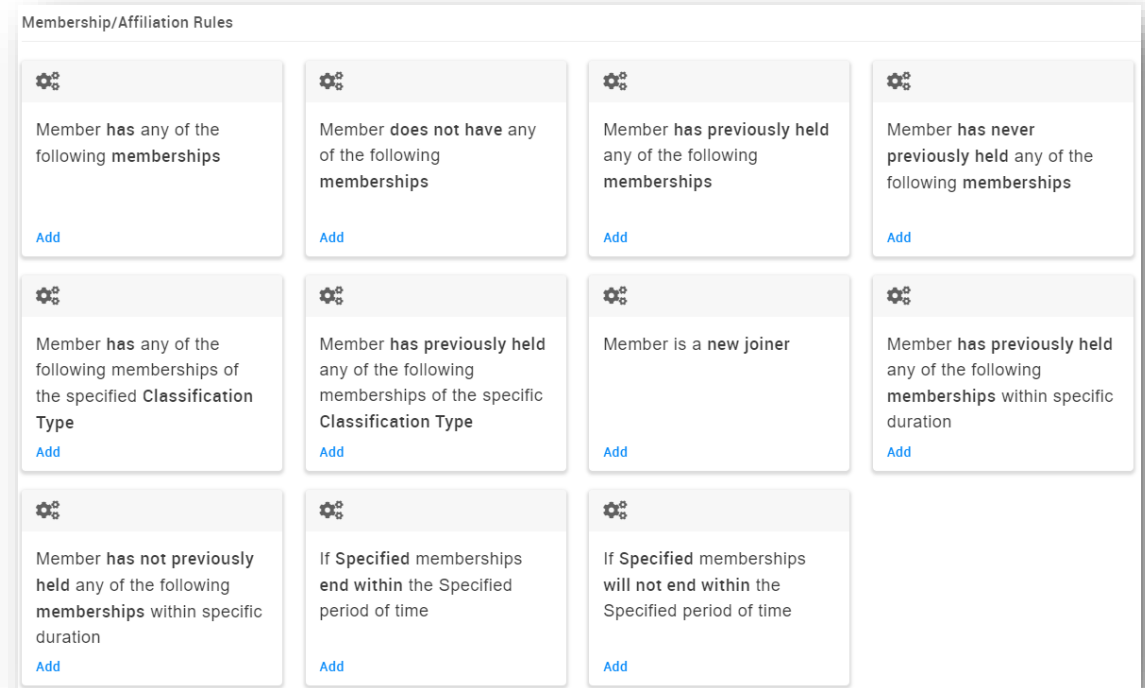 Membership/Affiliation Rules
Member has any of the
following memberships
Add
Member does not have any
of the following
memberships
Add
Member has previously held
any of the following
memberships
Add
Member has never
previously held any of the
following memberships
Add
Member has any of the
following memberships of
the specified Classification
Type
Add
Member has previously held
any of the following
memberships of the specific
Classification Type
Add
Member is a new joiner
Add
Member has previously held
any of the following
memberships within specific
duration
Add
Member has not previously
held any of the following
memberships within specific
duration
Add
If Specified memberships
end within the Specified
period of time
Add
If Specified memberships
will not end within the
Specified period of time
Add